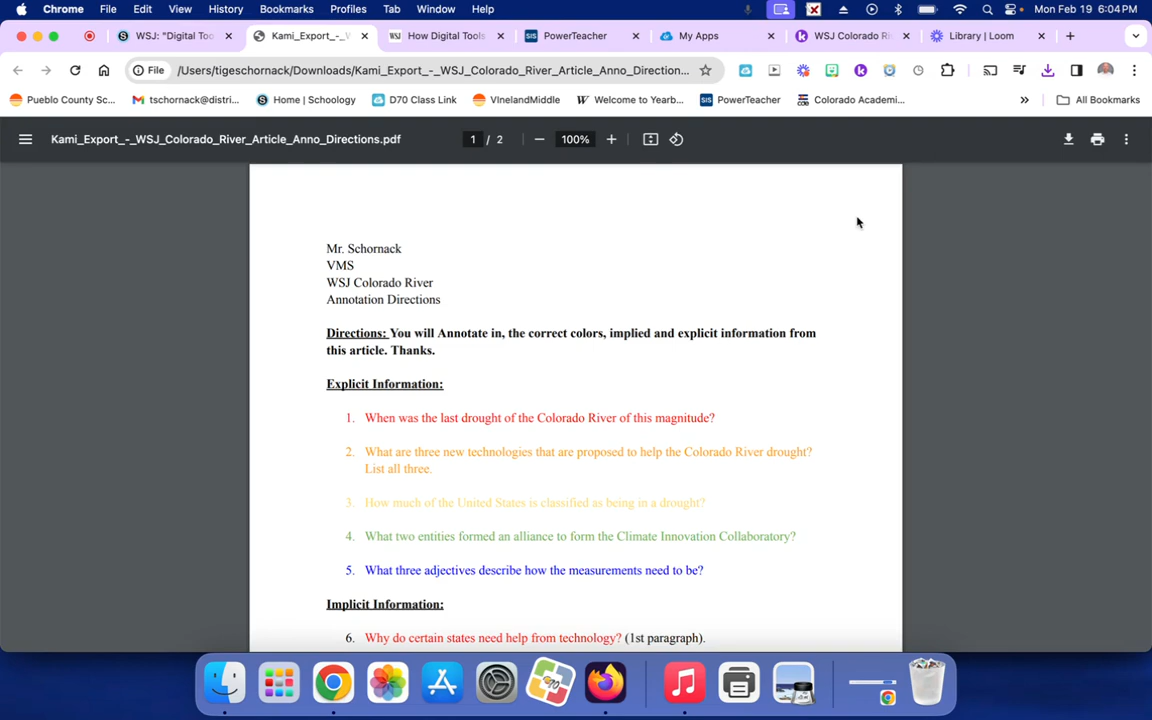 Chrome File Edit View History Bookmarks Profiles Tab Window Help Mon Feb 19 6:04 PM
WSJ: "Digital Too Kami_Export_-_W How Digital Tools PowerTeacher My Apps WSJ Colorado Ri Library | Loom
File /Users/tigeschornack/Downloads/Kami_Export_-_WSJ_Colorado_River_Article_Anno_Direction...
Pueblo County Sc... tschornack@distri... Home | Schoology D70 Class Link VinelandMiddle Welcome to Yearb... PowerTeacher Colorado Academi... » All Bookmarks
Kami_Export_-_WSJ_Colorado_River_Article_Anno_Directions.pdf 1 / 2 100%
Mr. Schornack
VMS
WSJ Colorado River
Annotation Directions
Directions: You will Annotate in, the correct colors, implied and explicit information from
this article. Thanks.
Explicit Information:
1. When was the last drought of the Colorado River of this magnitude?
2. What are three new technologies that are proposed to help the Colorado River drought?
List all three.
3. How much of the United States is classified as being in a drought?
4. What two entities formed an alliance to form the Climate Innovation Collaboratory?
5. What three adjectives describe how the measurements need to be?
Implicit Information:
6. Why do certain states need help from technology? (1st paragraph).